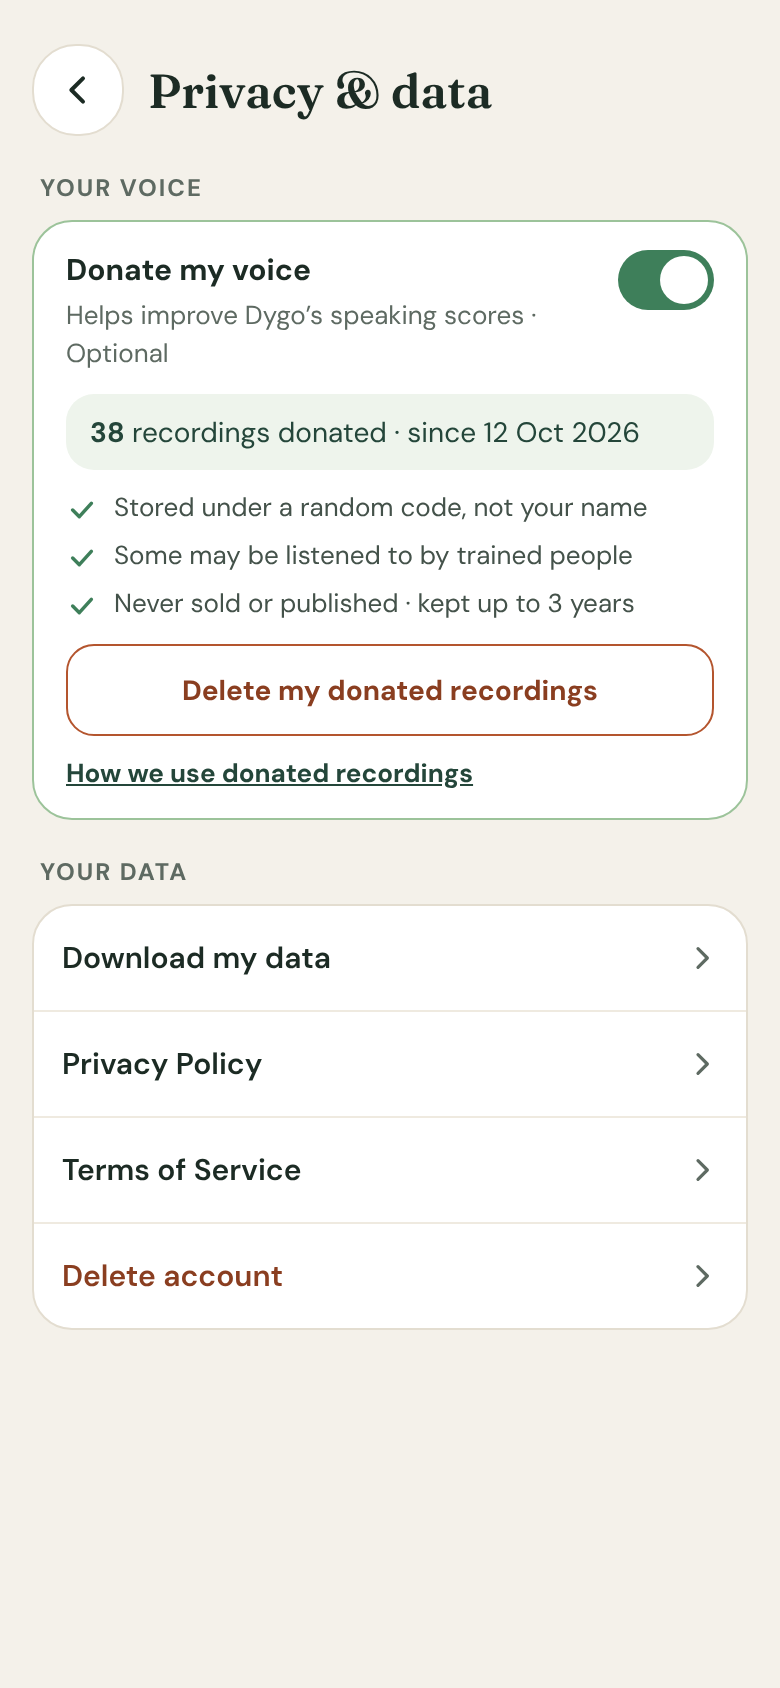 Privacy & data
YOUR VOICE
Donate my voice
Helps improve Dygo’s speaking scores ·
Optional
38 recordings donated · since 12 Oct 2026
Stored under a random code, not your name
Some may be listened to by trained people
Never sold or published · kept up to 3 years
Delete my donated recordings
How we use donated recordings
YOUR DATA
Download my data
Privacy Policy
Terms of Service
Delete account